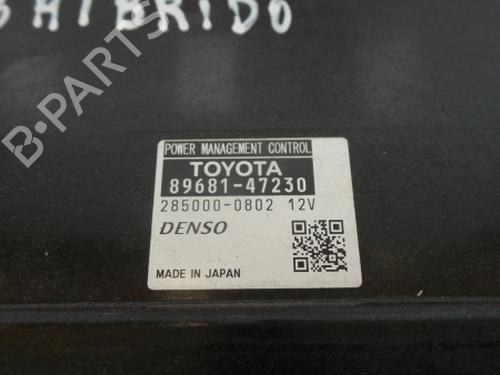 HIBRIDO
POWER MANAGEMENT CONTROL
TOYOTA
89681-47230
285000-0802 12V
DENSO
MADE IN JAPAN
B-PARTS